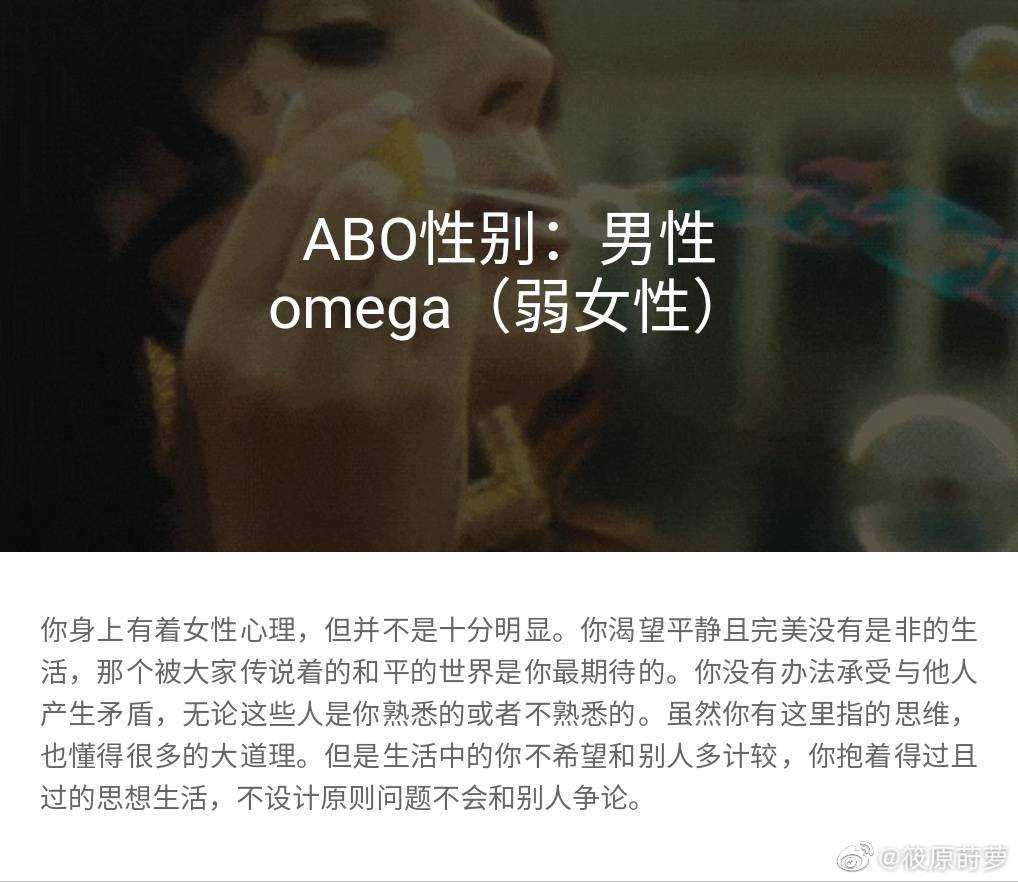 ABO性别：男性
omega（弱女性）
你身上有着女性心理，但并不是十分明显。你渴望平静且完美没有是非的生
活，那个被大家传说着的和平的世界是你最期待的。你没有办法承受与他人
产生矛盾，无论这些人是你熟悉的或者不熟悉的。虽然你有这里指的思维，
也懂得很多的大道理。但是生活中的你不希望和别人多计较，你抱着得过且
过的思想生活，不设计原则问题不会和别人争论。
@筱原莳萝